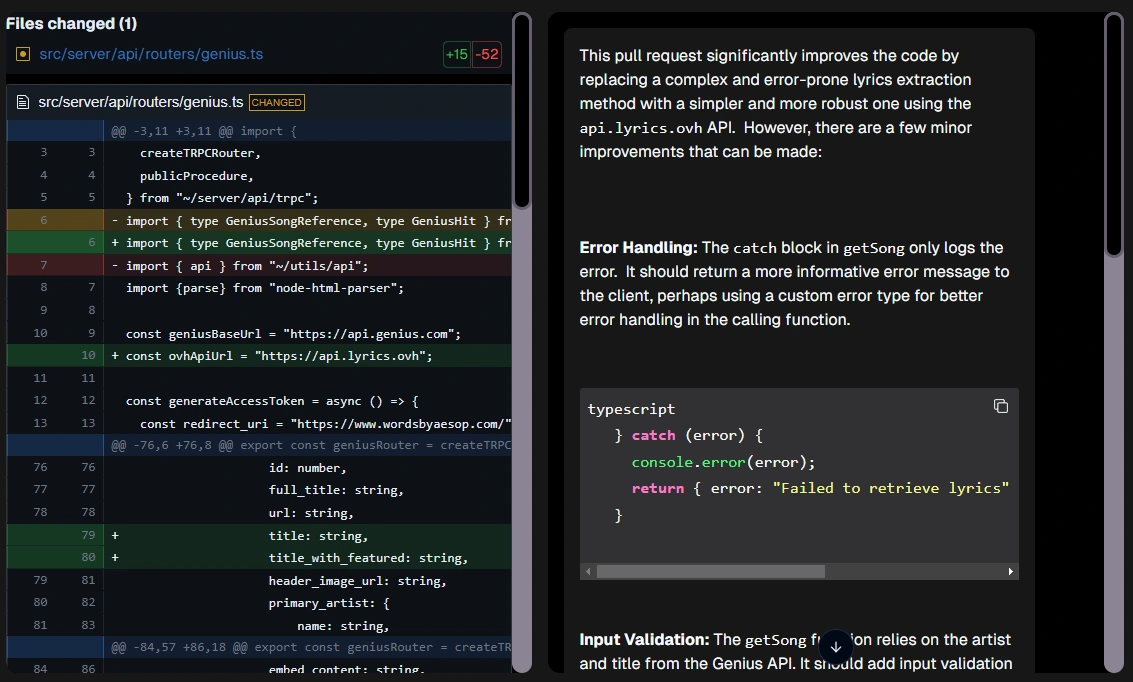 Files changed (1)
src/server/api/routers/genius.ts +15 -52
src/server/api/routers/genius.ts CHANGED
@@ -3,11 +3,11 @@ import {
3 3 createTRPCRouter,
4 4 publicProcedure,
5 5 } from "~/server/api/trpc";
6 - import { type GeniusSongReference, type GeniusHit } fr
6 + import { type GeniusSongReference, type GeniusHit } fr
7 - import { api } from "~/utils/api";
8 7 import {parse} from "node-html-parser";
9 8
10 9 const geniusBaseUrl = "https://api.genius.com";
10 + const ovhApiUrl = "https://api.lyrics.ovh";
11 11
12 12 const generateAccessToken = async () => {
13 13 const redirect_uri = "https://www.wordsbyaesop.com/"
@@ -76,6 +76,8 @@ export const geniusRouter = createTRPC
76 76 id: number,
77 77 full_title: string,
78 78 url: string,
79 + title: string,
80 + title_with_featured: string,
79 81 header_image_url: string,
80 82 primary_artist: {
81 83 name: string,
@@ -84,57 +86,18 @@ export const geniusRouter = createTR
84 86 embed_content: string,
This pull request significantly improves the code by
replacing a complex and error-prone lyrics extraction
method with a simpler and more robust one using the
api.lyrics.ovh API. However, there are a few minor
improvements that can be made:
Error Handling: The catch block in getSong only logs the
error. It should return a more informative error message to
the client, perhaps using a custom error type for better
error handling in the calling function.
typescript
} catch (error) {
console.error(error);
return { error: "Failed to retrieve lyrics"
}
Input Validation: The getSong relies on the artist
and title from the Genius API. It should add input validation